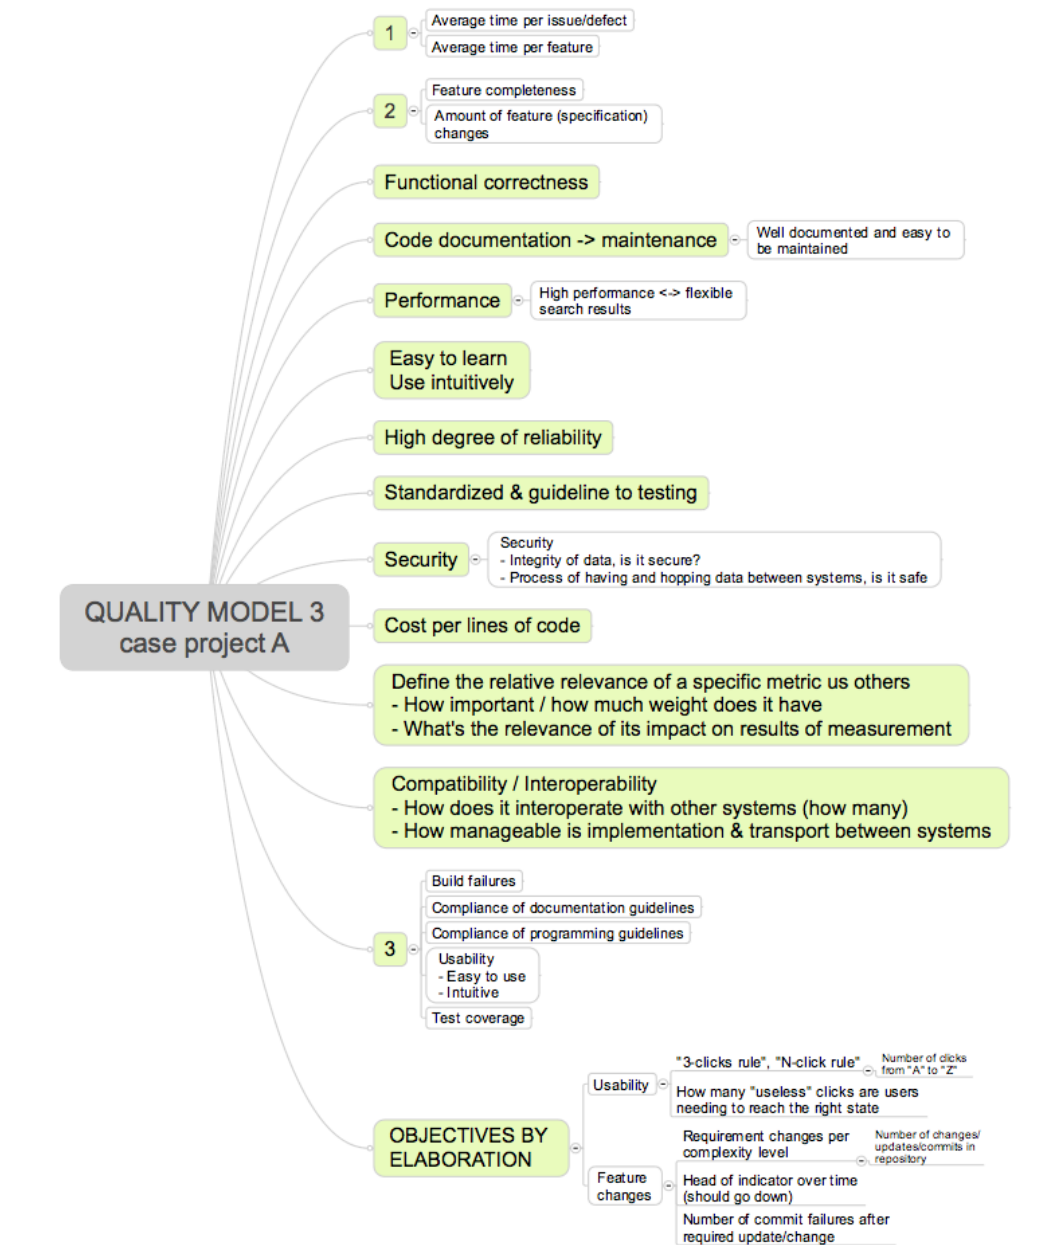 1
Average time per issue/defect
Average time per feature
2
Feature completeness
Amount of feature (specification)
changes
Functional correctness
Code documentation -> maintenance
Well documented and easy to
be maintained
Performance
High performance <-> flexible
search results
Easy to learn
Use intuitively
High degree of reliability
Standardized & guideline to testing
Security
Security
- Integrity of data, is it secure?
- Process of having and hopping data between systems, is it safe
QUALITY MODEL 3
case project A
Cost per lines of code
Define the relative relevance of a specific metric us others
- How important / how much weight does it have
- What's the relevance of its impact on results of measurement
Compatibility / Interoperability
- How does it interoperate with other systems (how many)
- How manageable is implementation & transport between systems
3
Build failures
Compliance of documentation guidelines
Compliance of programming guidelines
Usability
- Easy to use
- Intuitive
Test coverage
OBJECTIVES BY
ELABORATION
Usability
"3-clicks rule", "N-click rule"
Number of clicks
from "A" to "Z"
How many "useless" clicks are users
needing to reach the right state
Feature
changes
Requirement changes per
complexity level
Number of changes/
updates/commits in
repository
Head of indicator over time
(should go down)
Number of commit failures after
required update/change